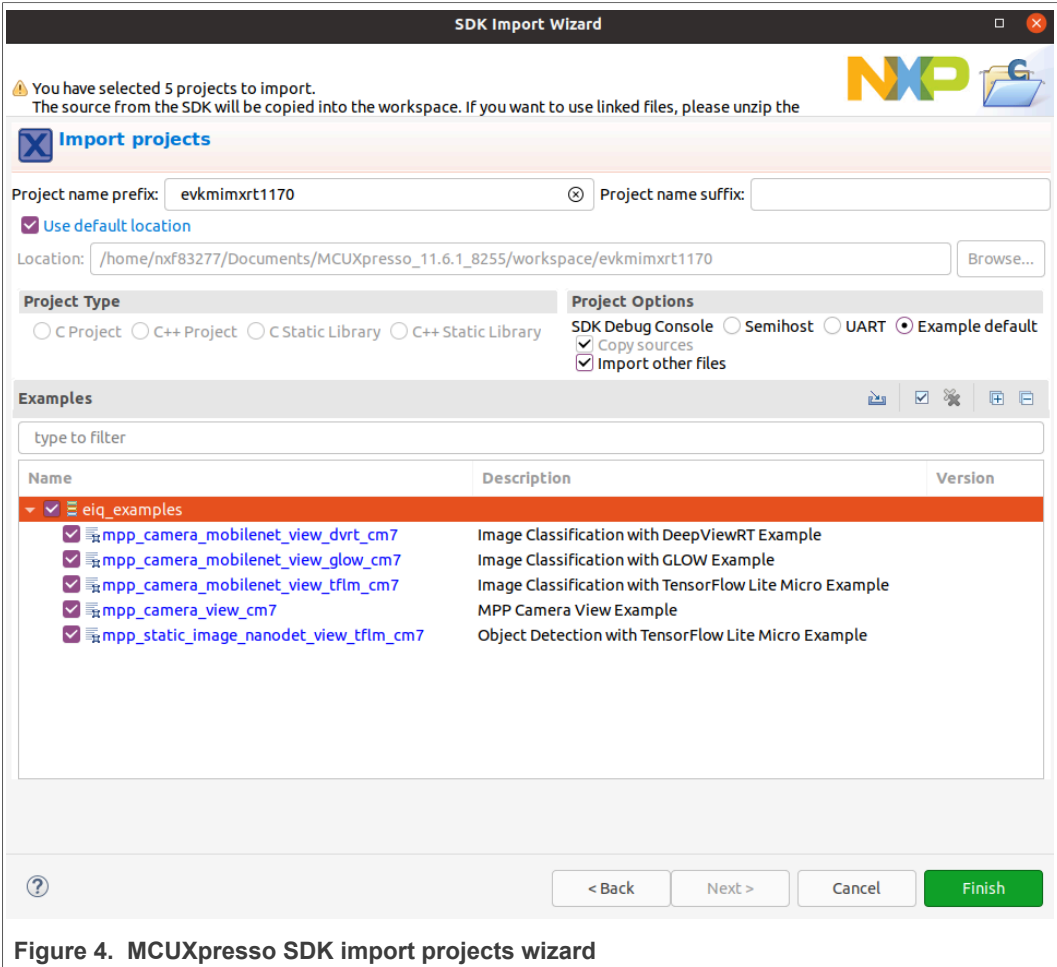 SDK Import Wizard
You have selected 5 projects to import.
The source from the SDK will be copied into the workspace. If you want to use linked files, please unzip the
NXP
C
X
Import projects
Project name prefix: evkmimxrt1170 Project name suffix:
Use default location
Location: /home/nxf83277/Documents/MCUXpresso_11.6.1_8255/workspace/evkmimxrt1170 Browse...
Project Type Project Options
C Project C++ Project C Static Library C++ Static Library SDK Debug Console Semihost UART Example default
Copy sources
Import other files
Examples
type to filter
Name Description Version
eiq_examples
mpp_camera_mobilenet_view_dvrt_cm7 Image Classification with DeepViewRT Example
mpp_camera_mobilenet_view_glow_cm7 Image Classification with GLOW Example
mpp_camera_mobilenet_view_tflm_cm7 Image Classification with TensorFlow Lite Micro Example
mpp_camera_view_cm7 MPP Camera View Example
mpp_static_image_nanodet_view_tflm_cm7 Object Detection with TensorFlow Lite Micro Example
? < Back Next > Cancel Finish
Figure 4. MCUXpresso SDK import projects wizard